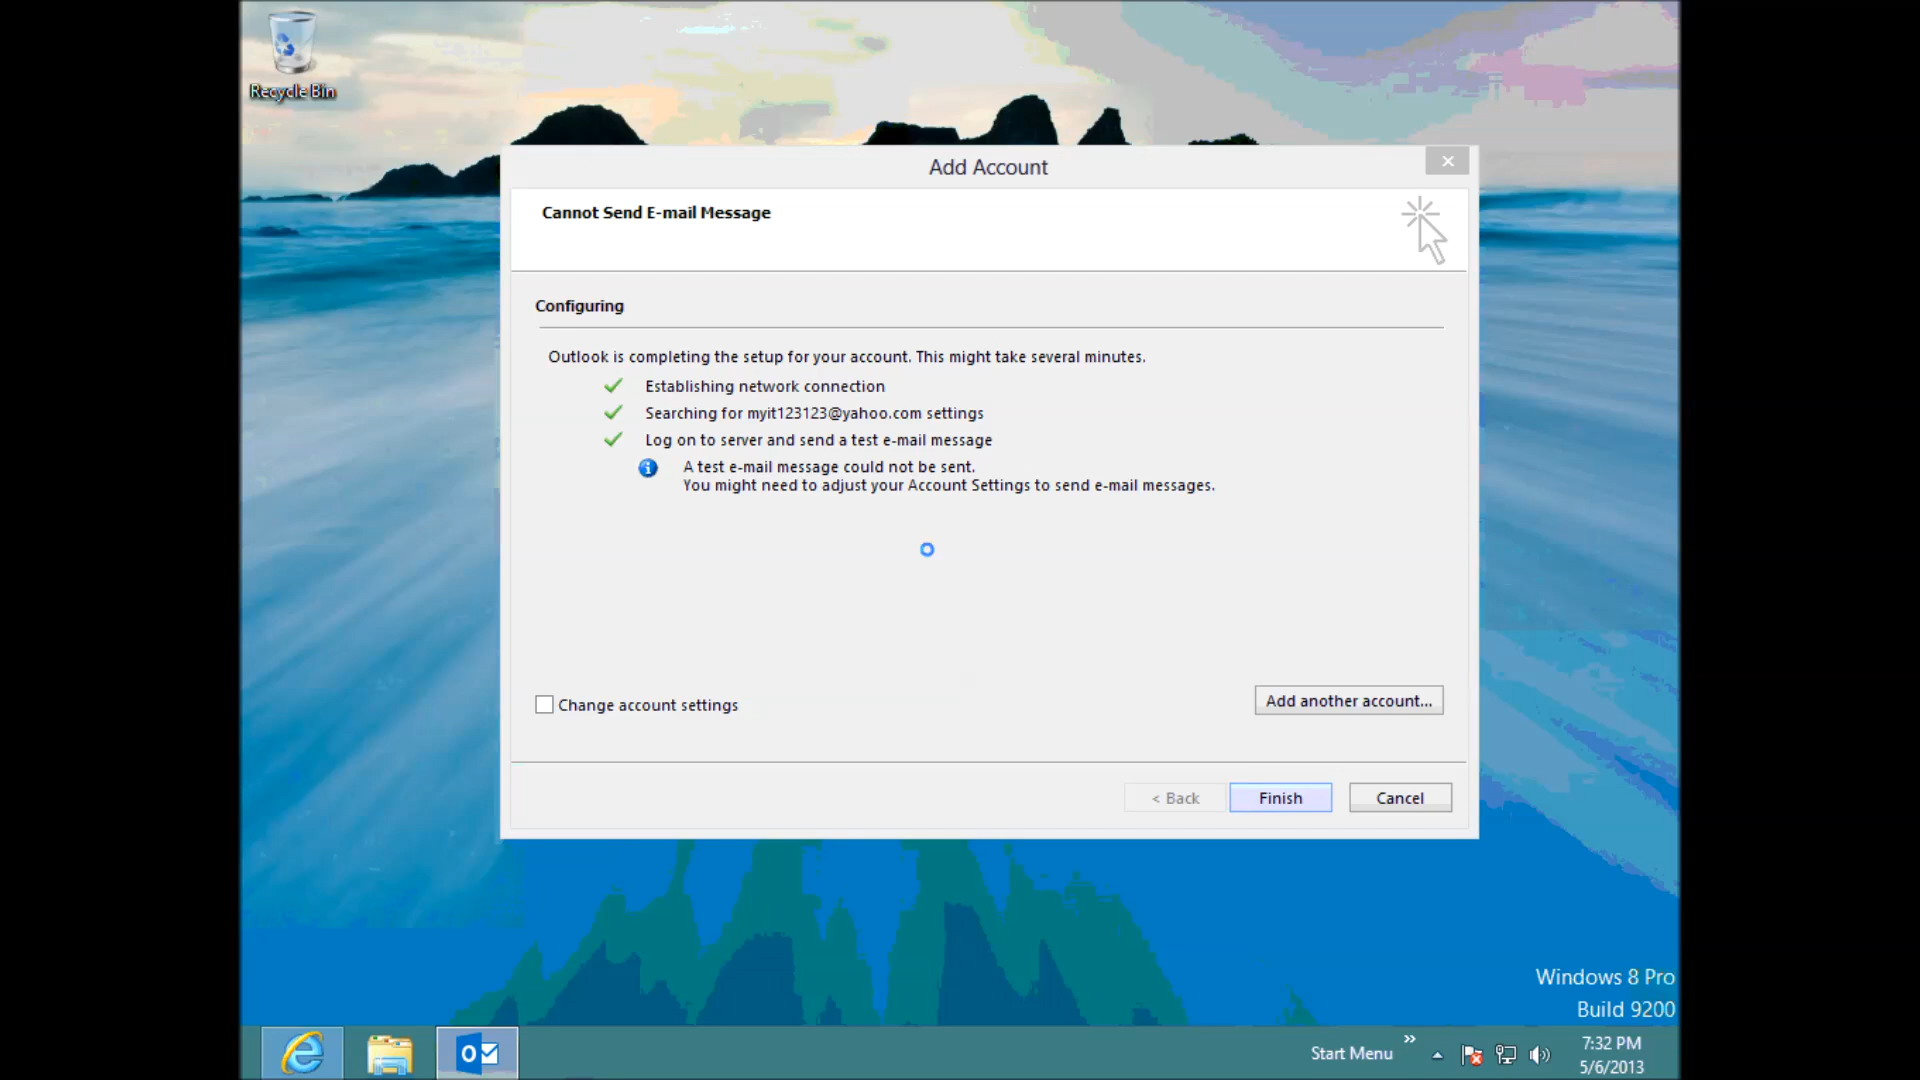 Recycle Bin
Add Account
Cannot Send E-mail Message
Configuring
Outlook is completing the setup for your account. This might take several minutes.
Establishing network connection
Searching for myit123123@yahoo.com settings
Log on to server and send a test e-mail message
A test e-mail message could not be sent.
You might need to adjust your Account Settings to send e-mail messages.
Change account settings
Add another account...
< Back
Finish
Cancel
Windows 8 Pro
Build 9200
Start Menu
7:32 PM
5/6/2013